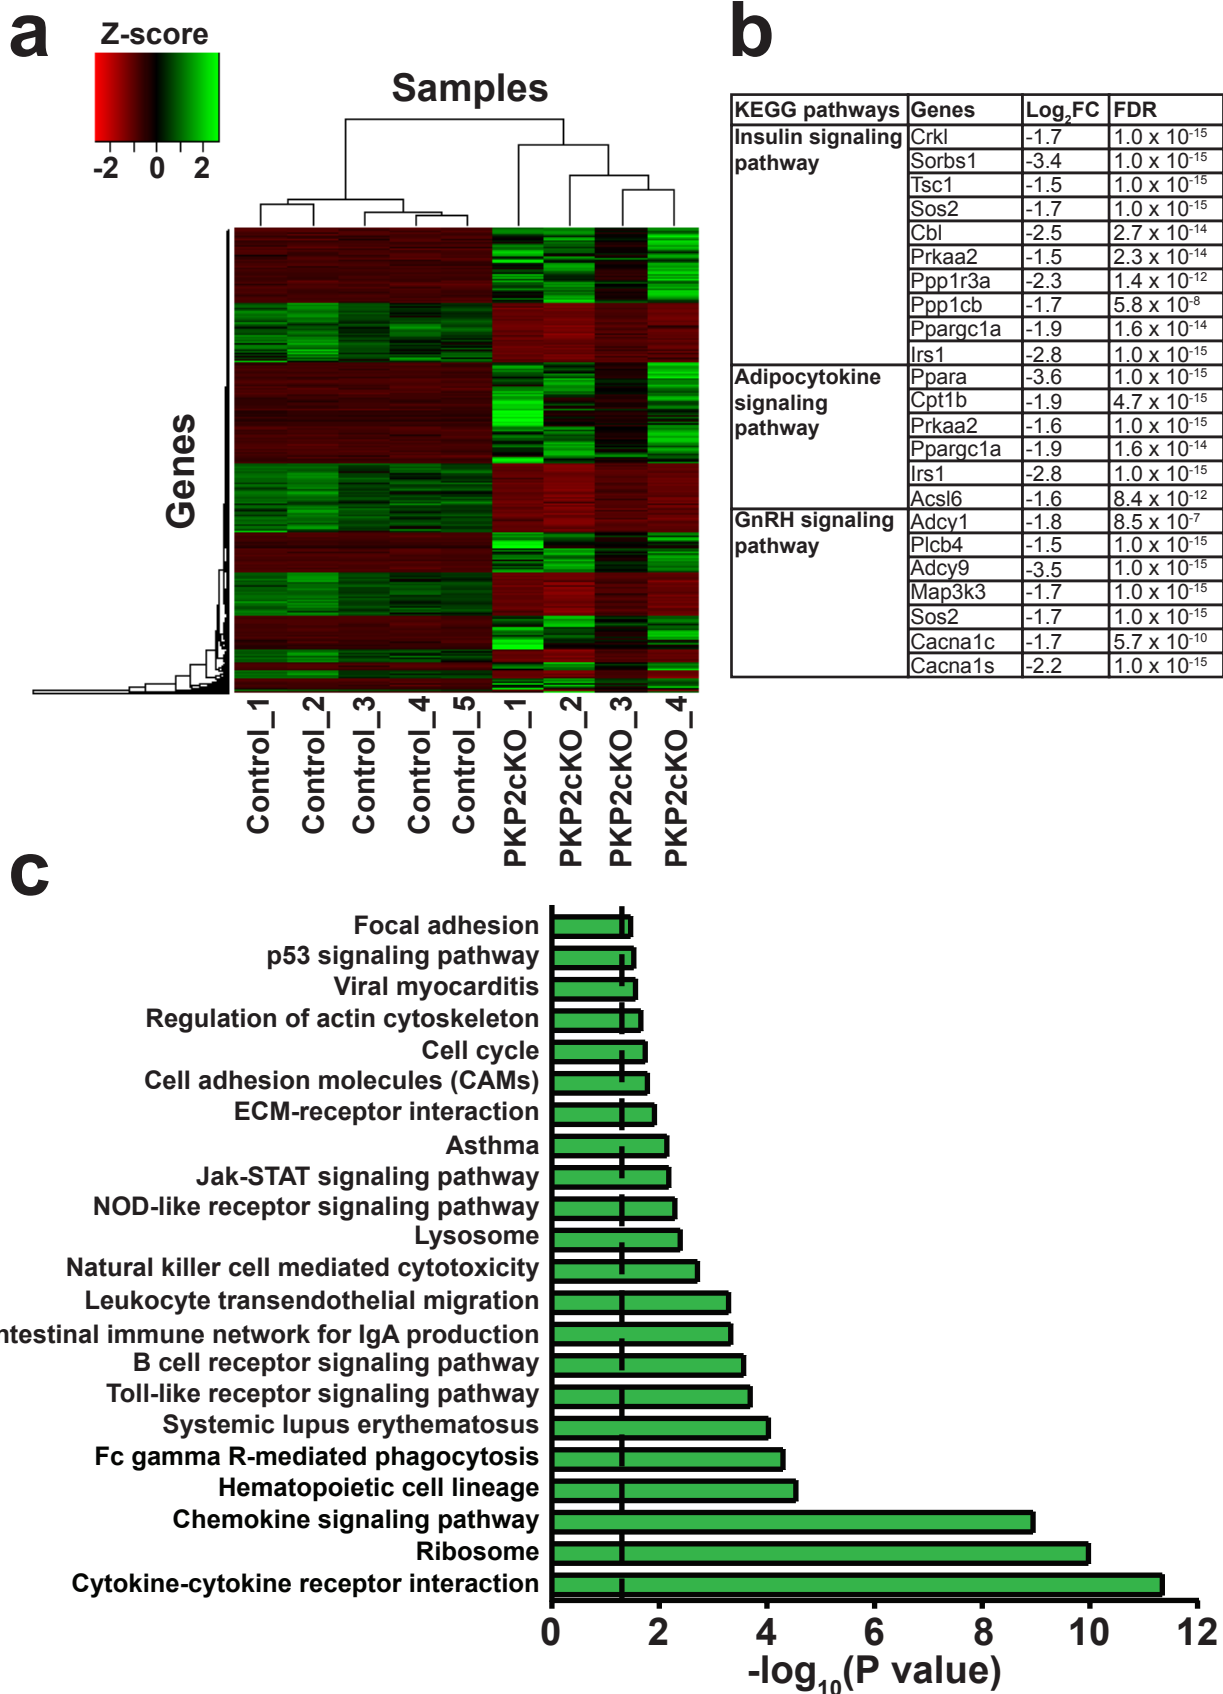 a
Z-score
-2 0 2
Samples
Genes
Control_1
Control_2
Control_3
Control_4
Control_5
PKP2cKO_1
PKP2cKO_2
PKP2cKO_3
PKP2cKO_4
b
KEGG pathways Genes Log2FC FDR
Insulin signaling pathway Crkl -1.7 1.0 x 10-15
Sorbs1 -3.4 1.0 x 10-15
Tsc1 -1.5 1.0 x 10-15
Sos2 -1.7 1.0 x 10-15
Cbl -2.5 2.7 x 10-14
Prkaa2 -1.5 2.3 x 10-14
Ppp1r3a -2.3 1.4 x 10-12
Ppp1cb -1.7 5.8 x 10-8
Ppargc1a -1.9 1.6 x 10-14
Irs1 -2.8 1.0 x 10-15
Adipocytokine signaling pathway Ppara -3.6 1.0 x 10-15
Cpt1b -1.9 4.7 x 10-15
Prkaa2 -1.6 1.0 x 10-15
Ppargc1a -1.9 1.6 x 10-14
Irs1 -2.8 1.0 x 10-15
Acsl6 -1.6 8.4 x 10-12
GnRH signaling pathway Adcy1 -1.8 8.5 x 10-7
Plcb4 -1.5 1.0 x 10-15
Adcy9 -3.5 1.0 x 10-15
Map3k3 -1.7 1.0 x 10-15
Sos2 -1.7 1.0 x 10-15
Cacna1c -1.7 5.7 x 10-10
Cacna1s -2.2 1.0 x 10-15
c
Focal adhesion
p53 signaling pathway
Viral myocarditis
Regulation of actin cytoskeleton
Cell cycle
Cell adhesion molecules (CAMs)
ECM-receptor interaction
Asthma
Jak-STAT signaling pathway
NOD-like receptor signaling pathway
Lysosome
Natural killer cell mediated cytotoxicity
Leukocyte transendothelial migration
ntestinal immune network for IgA production
B cell receptor signaling pathway
Toll-like receptor signaling pathway
Systemic lupus erythematosus
Fc gamma R-mediated phagocytosis
Hematopoietic cell lineage
Chemokine signaling pathway
Ribosome
Cytokine-cytokine receptor interaction
0 2 4 6 8 10 12
-log10(P value)